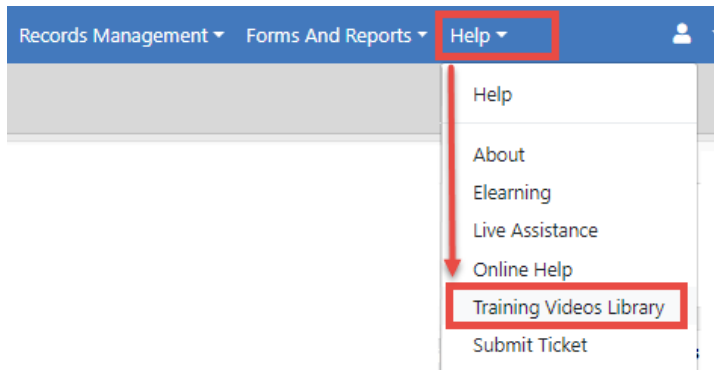 Records Management Forms And Reports Help
Help
About
Elearning
Live Assistance
Online Help
Training Videos Library
Submit Ticket